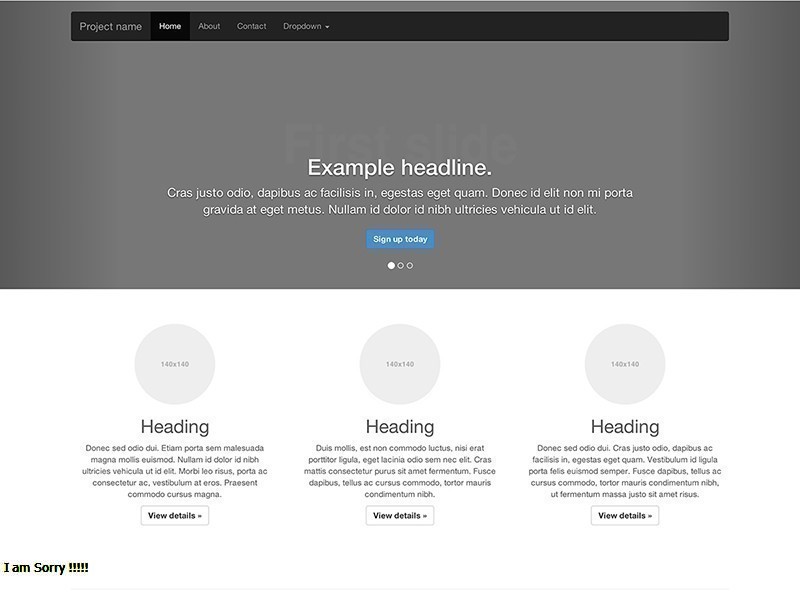 Project name Home About Contact Dropdown
First slide
Example headline.
Cras justo odio, dapibus ac facilisis in, egestas eget quam. Donec id elit non mi porta
gravida at eget metus. Nullam id dolor id nibh ultricies vehicula ut id elit.
Sign up today
140x140
Heading
Donec sed odio dui. Etiam porta sem malesuada
magna mollis euismod. Nullam id dolor id nibh
ultricies vehicula ut id elit. Morbi leo risus, porta ac
consectetur ac, vestibulum at eros. Praesent
commodo cursus magna.
View details »
140x140
Heading
Duis mollis, est non commodo luctus, nisi erat
porttitor ligula, eget lacinia odio sem nec elit. Cras
mattis consectetur purus sit amet fermentum. Fusce
dapibus, tellus ac cursus commodo, tortor mauris
condimentum nibh.
View details »
140x140
Heading
Donec sed odio dui. Cras justo odio, dapibus ac
facilisis in, egestas eget quam. Vestibulum id ligula
porta felis euismod semper. Fusce dapibus, tellus ac
cursus commodo, tortor mauris condimentum nibh,
ut fermentum massa justo sit amet risus.
View details »
I am Sorry !!!!!